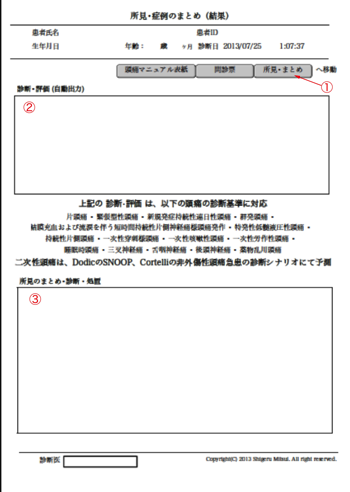 所見・症例のまとめ（結果）
患者氏名 患者ID
生年月日 年齢： 歳 ヶ月 診断日 2013/07/25 1:07:37
頭痛マニュアル表紙 問診票 所見・まとめ へ移動
①
診断・評価 (自動出力)
②
上記の 診断・評価 は、以下の頭痛の診断基準に対応
片頭痛・緊張型性頭痛・新規発症持続性連日性頭痛・群発頭痛・
結膜充血および流涙を伴う短時間持続性片側神経痛様頭痛発作・特発性低髄液圧性頭痛・
持続性片側頭痛・一次性穿刺様頭痛・一次性咳嗽性頭痛・一次性労作性頭痛・
睡眠時頭痛・三叉神経痛・舌咽神経痛・後頭神経痛・薬物乱用頭痛
二次性頭痛は、DodicのSNOOP、Cortelliの非外傷性頭痛急患の診断シナリオにて予測
所見のまとめ・診断・処置
③
診断医
Copyright(C) 2013 Shigeru Mitsui. All right reserved.